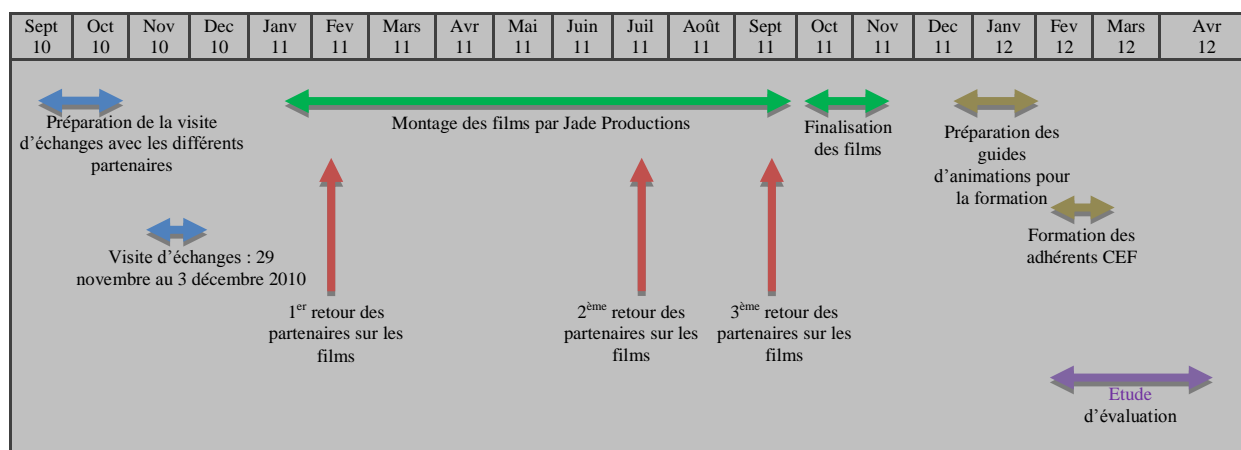 Sept Oct Nov Dec Janv Fev Mars Avr Mai Juin Juil Août Sept Oct Nov Dec Janv Fev Mars Avr
10 10 10 10 11 11 11 11 11 11 11 11 11 11 11 11 12 12 12 12
Préparation de la visite
d’échanges avec les différents
partenaires
Montage des films par Jade Productions
Finalisation
des films
Préparation des
guides
d’animations pour
la formation
Visite d’échanges : 29
novembre au 3 décembre 2010
Formation des
adhérents CEF
1er retour des
partenaires sur les
films
2ème retour des
partenaires sur les
films
3ème retour des
partenaires sur les
films
Etude
d’évaluation